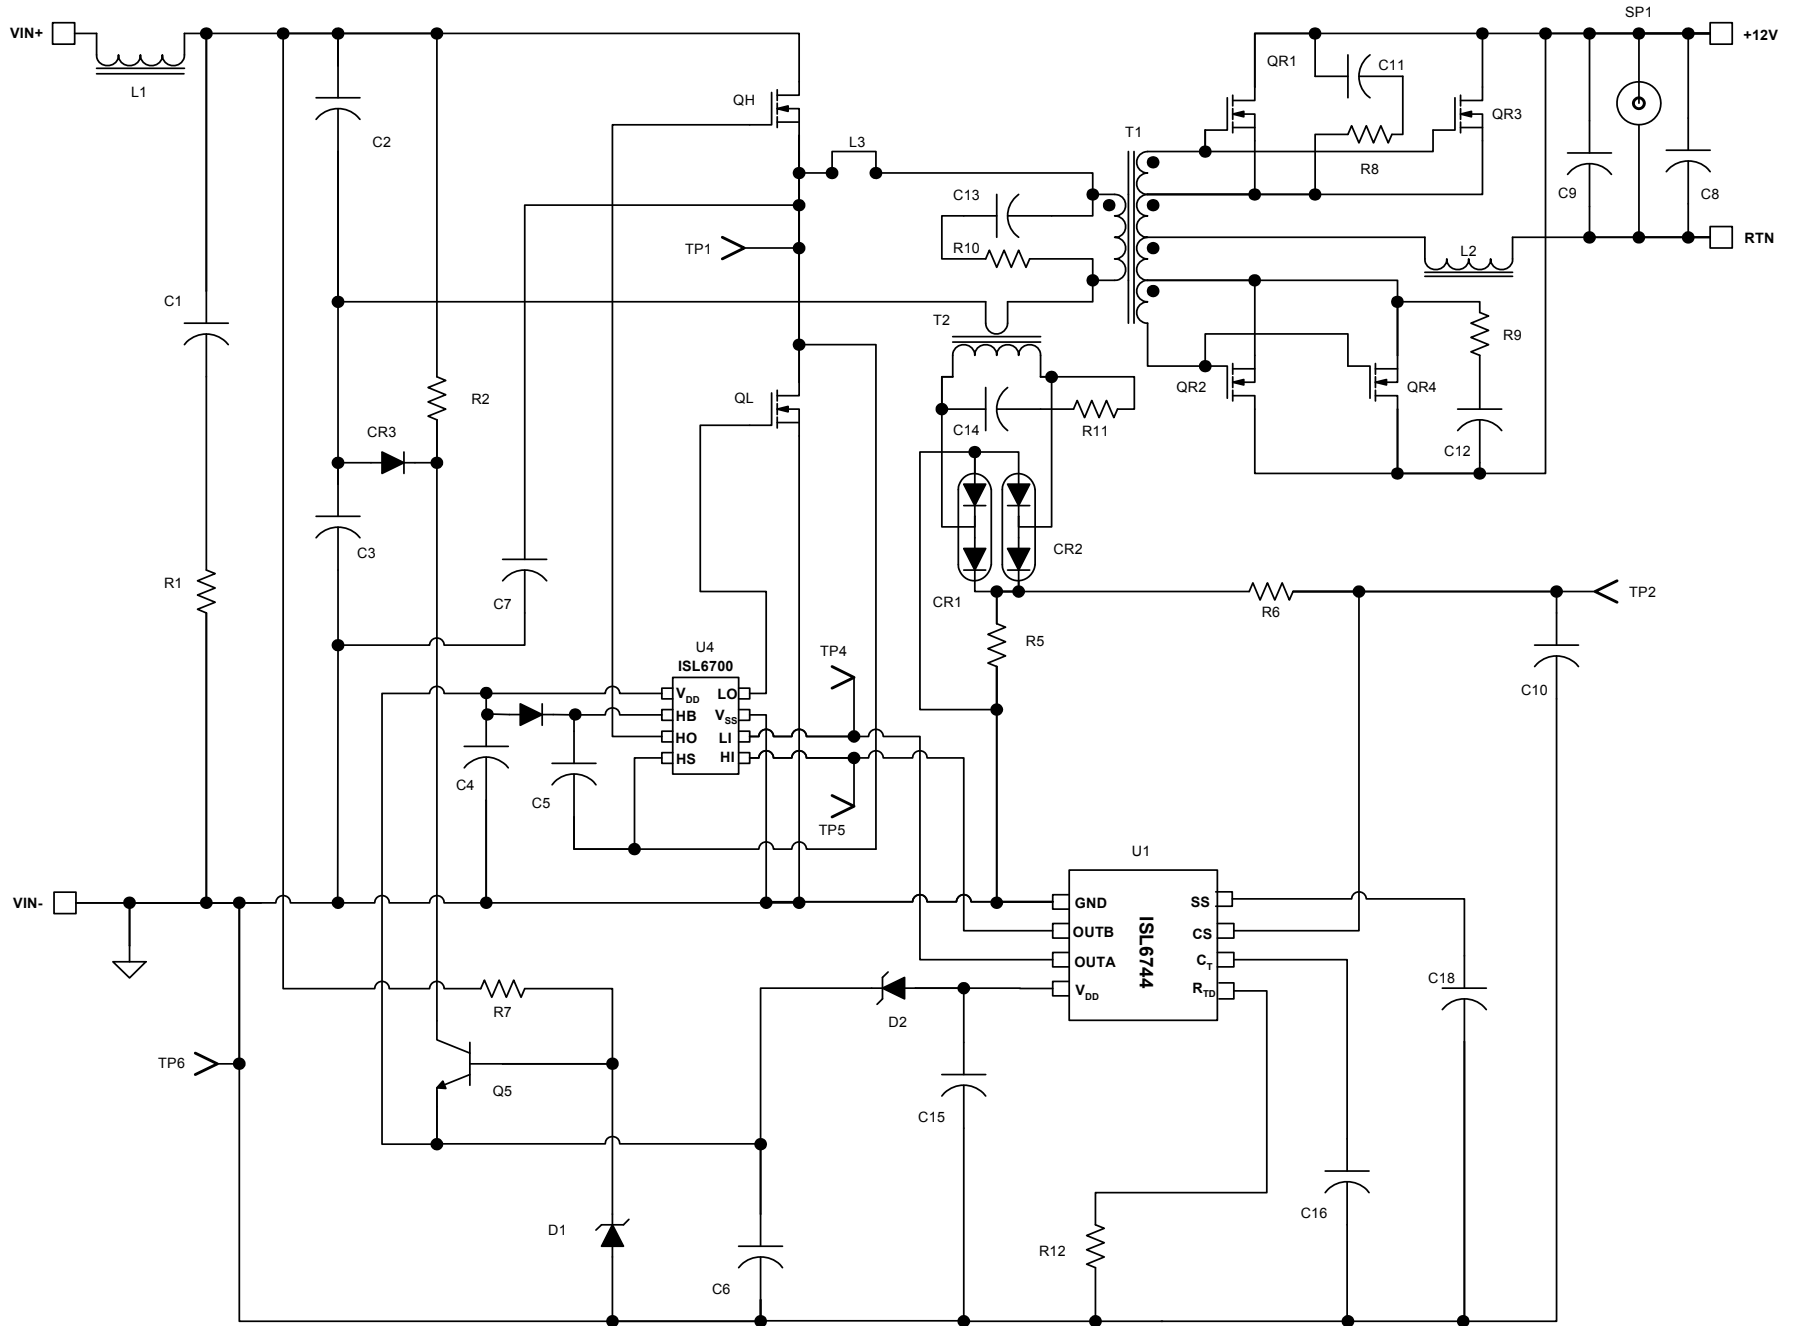 SP1
VIN+
+12V
L1
QR1
C11
QH
QR3
C2
T1
L3
R8
C13
C9
C8
TP1
R10
L2
RTN
C1
T2
R9
QR2
QR4
QL
R2
CR3
C14
R11
C12
C3
CR2
R1
C7
CR1
R6
TP2
R5
U4
ISL6700
TP4
C10
VDD
LO
HB
VSS
HO
LI
HS
HI
C4
C5
TP5
U1
VIN-
GND
SS
OUTB
CS
ISL6744
OUTA
CT
VDD
RTD
C18
R7
D2
TP6
Q5
C15
D1
C16
R12
C6